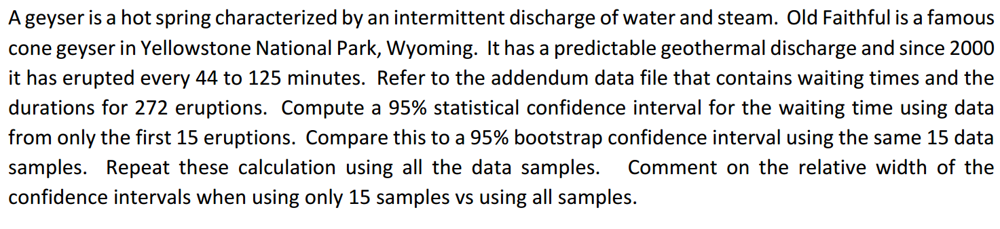 A geyser is a hot spring characterized by an intermittent discharge of water and steam. Old Faithful is a famous
cone geyser in Yellowstone National Park, Wyoming. It has a predictable geothermal discharge and since 2000
it has erupted every 44 to 125 minutes. Refer to the addendum data file that contains waiting times and the
durations for 272 eruptions. Compute a 95% statistical confidence interval for the waiting time using data
from only the first 15 eruptions. Compare this to a 95% bootstrap confidence interval using the same 15 data
samples. Repeat these calculation using all the data samples. Comment on the relative width of the
confidence intervals when using only 15 samples vs using all samples.